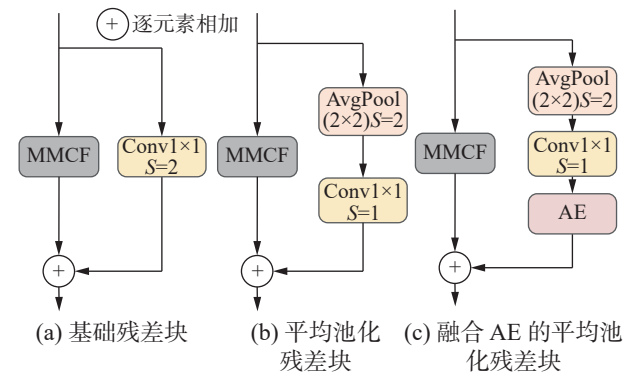 + 逐元素相加
MMCF
Conv1×1
S=2
+
(a) 基础残差块
AvgPool
(2×2)S=2
MMCF
Conv1×1
S=1
+
(b) 平均池化
残差块
AvgPool
(2×2)S=2
MMCF
Conv1×1
S=1
AE
+
(c) 融合 AE 的平均池
化残差块